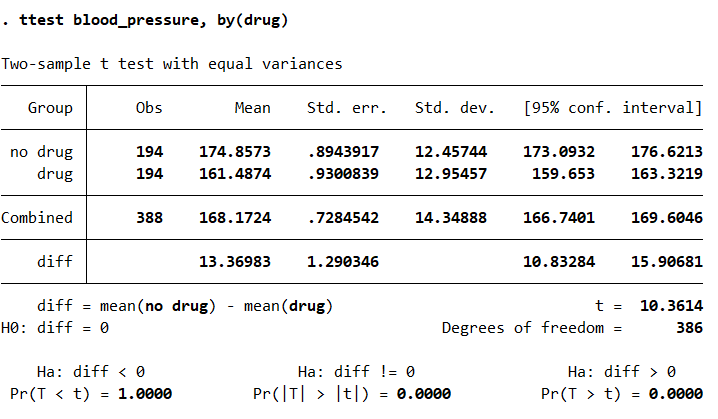 . ttest blood_pressure, by(drug)
Two-sample t test with equal variances
Group Obs Mean Std. err. Std. dev. [95% conf. interval]
no drug 194 174.8573 .8943917 12.45744 173.0932 176.6213
drug 194 161.4874 .9300839 12.95457 159.653 163.3219
Combined 388 168.1724 .7284542 14.34888 166.7401 169.6046
diff 13.36983 1.290346 10.83284 15.90681
diff = mean(no drug) - mean(drug) t = 10.3614
H0: diff = 0 Degrees of freedom = 386
Ha: diff < 0 Ha: diff != 0 Ha: diff > 0
Pr(T < t) = 1.0000 Pr(|T| > |t|) = 0.0000 Pr(T > t) = 0.0000